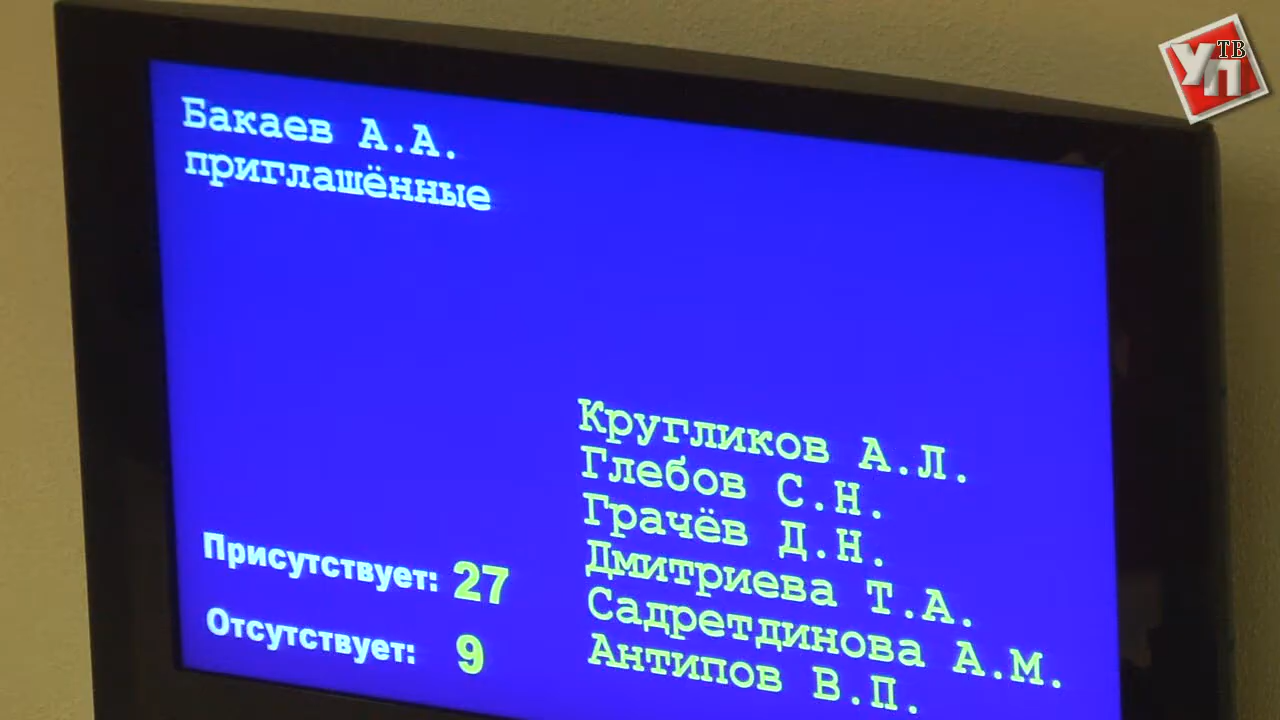 УП ТВ
Бакаев А.А.
приглашённые
Кругликов А.Л.
Глебов С.Н.
Грачёв Д.Н.
Дмитриева Т.А.
Садретдинова А.М.
Антипов В.П.
Присутствует: 27
Отсутствует: 9